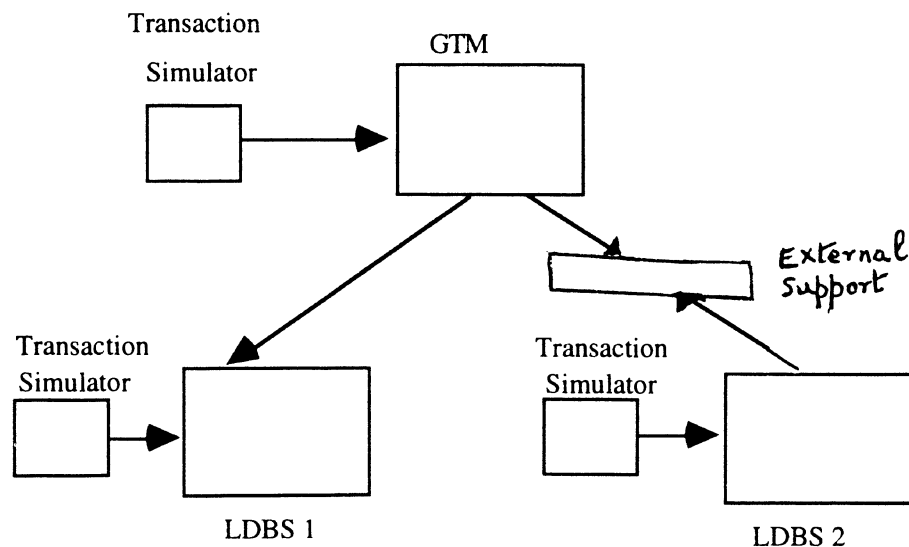 Transaction
Simulator
GTM
External
Support
Transaction
Simulator
LDBS 1
Transaction
Simulator
LDBS 2